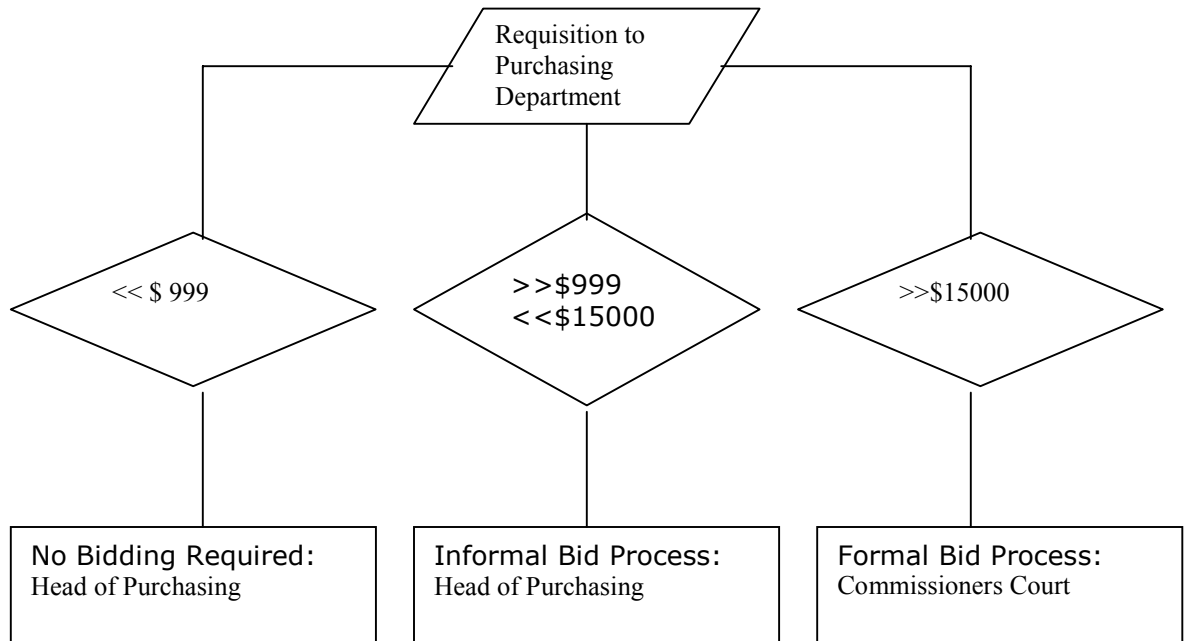 Requisition to
Purchasing
Department
<< $ 999
>>$999
<<$15000
>>$15000
No Bidding Required:
Head of Purchasing
Informal Bid Process:
Head of Purchasing
Formal Bid Process:
Commissioners Court